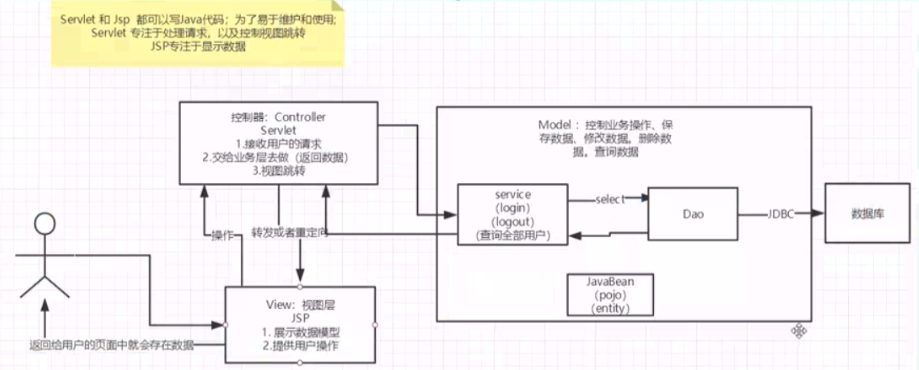 Servlet 和 Jsp 都可以写Java代码；为了易于维护和使用;
Servlet 专注于处理请求，以及控制视图跳转
JSP专注于显示数据
控制器：Controller
Servlet
1.接收用户的请求
2.交给业务层去做（返回数据）
3.视图跳转
Model ：控制业务操作、保
存数据、修改数据。删除数
据。查询数据
service
(login)
(logout)
(查询全部用户)
select
Dao
JDBC
数据库
操作
转发或者重定向
JavaBean
(pojo)
(entity)
View：视图层
JSP
1. 展示数据模型
2.提供用户操作
返回给用户的页面中就会存在数据